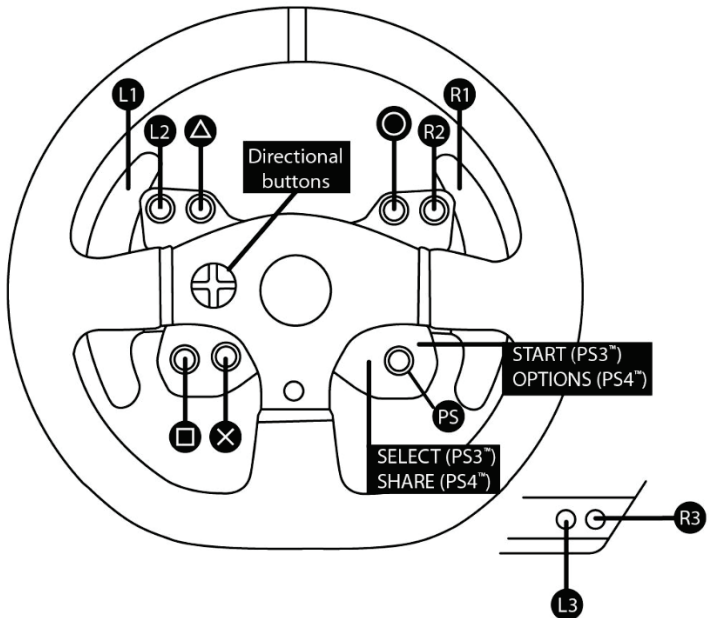 L1
R1
L2
R2
Directional
buttons
START (PS3™)
OPTIONS (PS4™)
PS
SELECT (PS3™)
SHARE (PS4™)
R3
L3